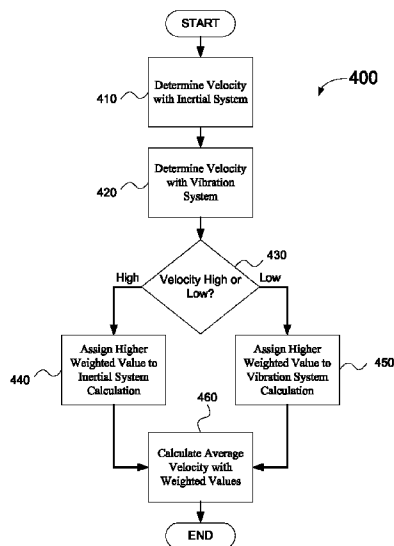 START
400
Determine Velocity
with Inertial System
410
Determine Velocity
with Vibration
System
420
430
Velocity High or
Low?
High
Low
Assign Higher
Weighted Value to
Inertial System
Calculation
440
Assign Higher
Weighted Value to
Vibration System
Calculation
450
460
Calculate Average
Velocity with
Weighted Values
END